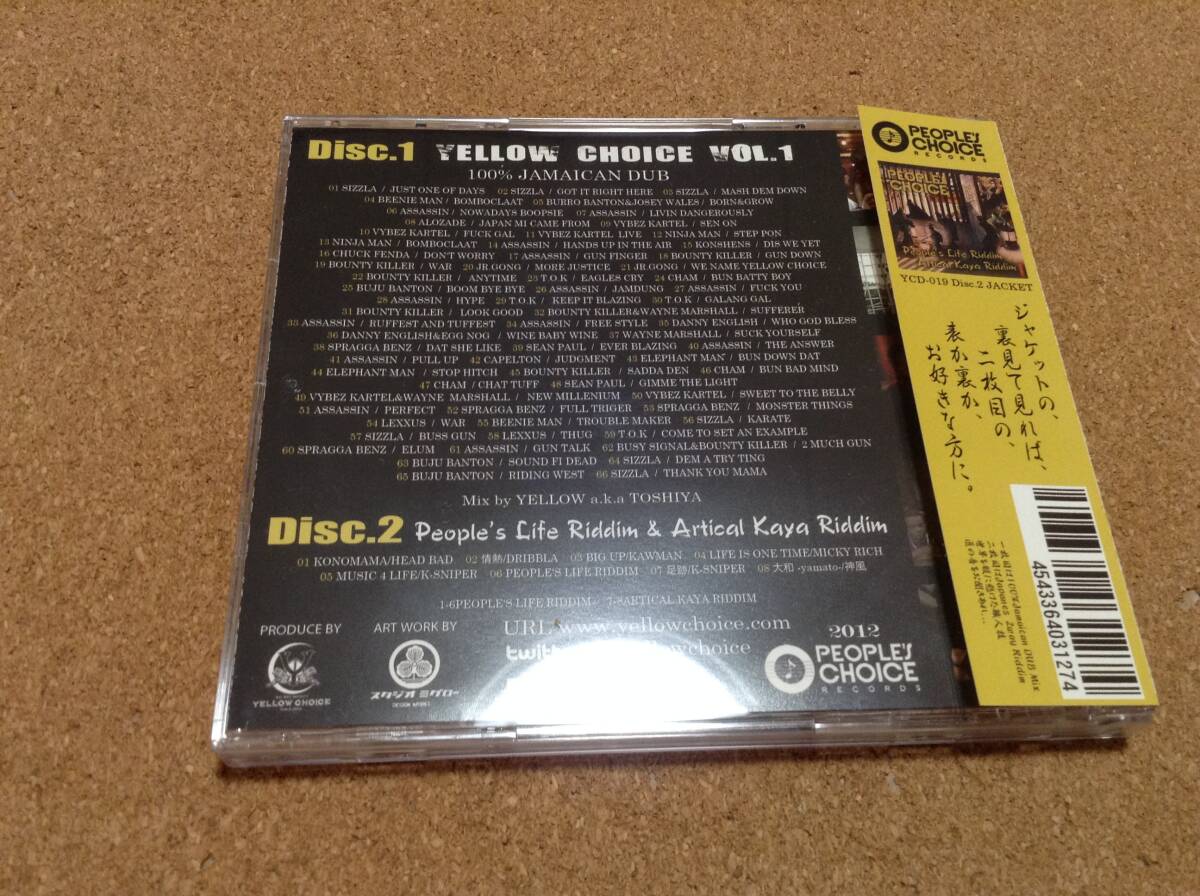 Disc.1 YELLOW CHOICE VOL.1
100% JAMAICAN DUB
01 SIZZLA / JUST ONE OF DAYS 02 SIZZLA / GOT IT RIGHT HERE 03 SIZZLA / MASH DEM DOWN
04 BEENIE MAN / BOMBOCLAAT 05 BURRO BANTON&JOSEY WALES / BORN&GROW
06 ASSASSIN / NOWADAYS BOOPSIE 07 ASSASSIN / LIVIN DANGEROUSLY
08 ALOZADE / JAPAN MI CAME FROM 09 VYBEZ KARTEL / SEN ON
10 VYBEZ KARTEL / FUCK GAL 11 VYBEZ KARTEL LIVE 12 NINJA MAN / STEP PON
13 NINJA MAN / BOMBOCLAAT 14 ASSASSIN / HANDS UP IN THE AIR 15 KONSHENS / DIS WE YET
16 CHUCK FENDA / DON'T WORRY 17 ASSASSIN / GUN FINGER 18 BOUNTY KILLER / GUN DOWN
19 BOUNTY KILLER / WAR 20 JR.GONG / MORE JUSTICE 21 JR.GONG / WE NAME YELLOW CHOICE
22 BOUNTY KILLER / ANYTIME 23 T.O.K / EAGLES CRY 24 CHAM / BUN BATTY BOY
25 BUJU BANTON / BOOM BYE BYE 26 ASSASSIN / JAMDUNG 27 ASSASSIN / FUCK YOU
28 ASSASSIN / HYPE 29 T.O.K / KEEP IT BLAZING 30 T.O.K / GALANG GAL
31 BOUNTY KILLER / LOOK GOOD 32 BOUNTY KILLER&WAYNE MARSHALL / SUFFERER
33 ASSASSIN / RUFFEST AND TUFFEST 34 ASSASSIN / FREE STYLE 35 DANNY ENGLISH / WHO GOD BLESS
36 DANNY ENGLISH&EGG NOG / WINE BABY WINE 37 WAYNE MARSHALL / SUCK YOURSELF
38 SPRAGGA BENZ / DAT SHE LIKE 39 SEAN PAUL / EVER BLAZING 40 ASSASSIN / THE ANSWER
41 ASSASSIN / PULL UP 42 CAPELTON / JUDGMENT 43 ELEPHANT MAN / BUN DOWN DAT
44 ELEPHANT MAN / STOP HITCH 45 BOUNTY KILLER / SADDA DEN 46 CHAM / BUN BAD MIND
47 CHAM / CHAT TUFF 48 SEAN PAUL / GIMME THE LIGHT
49 VYBEZ KARTEL&WAYNE MARSHALL / NEW MILLENIUM 50 VYBEZ KARTEL / SWEET TO THE BELLY
51 ASSASSIN / PERFECT 52 SPRAGGA BENZ / FULL TRIGER 53 SPRAGGA BENZ / MONSTER THINGS
54 LEXXUS / WAR 55 BEENIE MAN / TROUBLE MAKER 56 SIZZLA / KARATE
57 SIZZLA / BUSS GUN 58 LEXXUS / THUG 59 T.O.K / COME TO SET AN EXAMPLE
60 SPRAGGA BENZ / ELUM 61 ASSASSIN / GUN TALK 62 BUSY SIGNAL&BOUNTY KILLER / 2 MUCH GUN
63 BUJU BANTON / SOUND FI DEAD 64 SIZZLA / DEM A TRY TING
65 BUJU BANTON / RIDING WEST 66 SIZZLA / THANK YOU MAMA
Mix by YELLOW a.k.a TOSHIYA
Disc.2 People's Life Riddim & Artical Kaya Riddim
01 KONOMAMA/HEAD BAD 02 情熱/DRIBBLA 03 BIG UP/KAWMAN 04 LIFE IS ONE TIME/MICKY RICH
05 MUSIC 4 LIFE/K-SNIPER 06 PEOPLE'S LIFE RIDDIM 07 足跡/K-SNIPER 08 大和 -yamato-/神風
1-6PEOPLE'S LIFE RIDDIM 7-8ARTICAL KAYA RIDDIM
PRODUCE BY
YELLOW CHOICE
ART WORK BY
スタジオ ミグロー
URL www.yellowchoice.com
twitt owchoice
2012
PEOPLE'S
CHOICE
RECORDS
PEOPLE'S
CHOICE
RECORDS
PEOPLE'S
CHOICE
People's Life Riddim
Artical Kaya Riddim
YCD-019 Disc.2 JACKET
ジャケットの、
裏見て見れば、
二枚目の、
表か裏か、
お好きな方に。
4543364031274